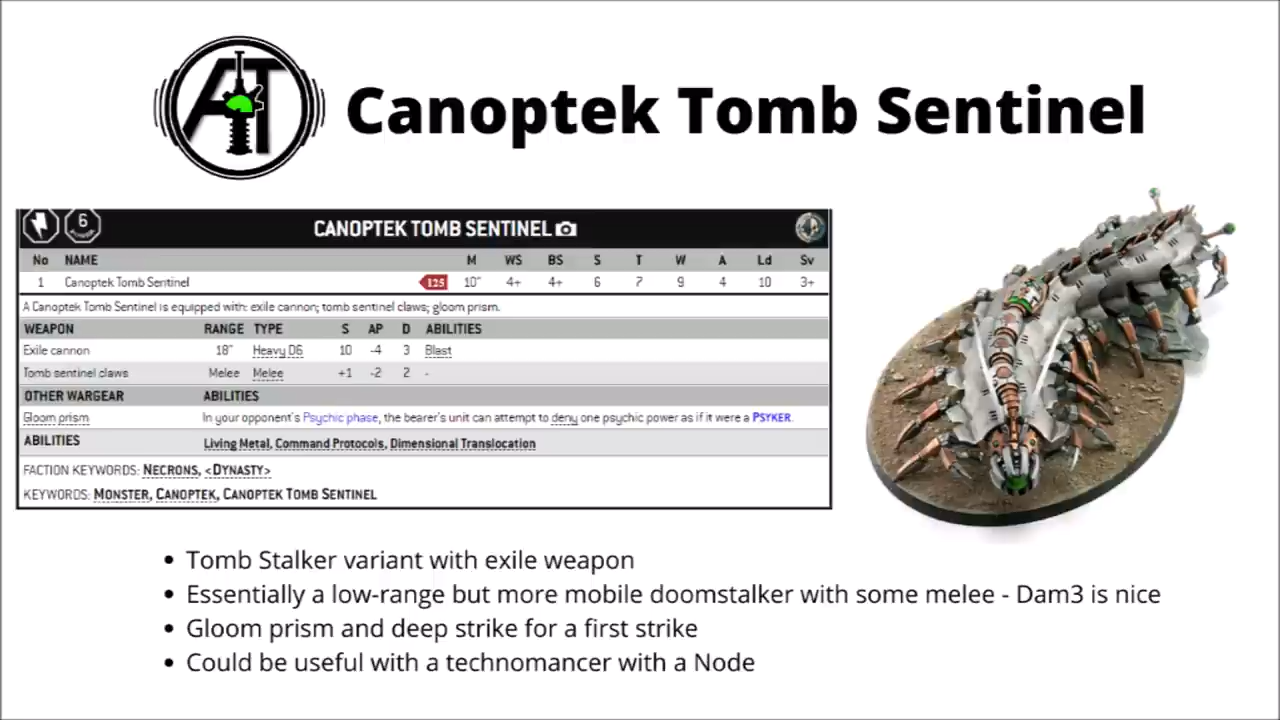 AT
Canoptek Tomb Sentinel
6
CANOPTEK TOMB SENTINEL
No NAME M WS BS S T W A Ld Sv
1 Canoptek Tomb Sentinel 125 10" 4+ 4+ 6 7 9 4 10 3+
A Canoptek Tomb Sentinel is equipped with: exile cannon; tomb sentinel claws; gloom prism.
WEAPON RANGE TYPE S AP D ABILITIES
Exile cannon 18" Heavy D6 10 -4 3 Blast
Tomb sentinel claws Melee Melee +1 -2 2 -
OTHER WARGEAR ABILITIES
Gloom prism In your opponent's Psychic phase, the bearer's unit can attempt to deny one psychic power as if it were a PSYKER.
ABILITIES Living Metal, Command Protocols, Dimensional Translocation
FACTION KEYWORDS: NECRONS, <DYNASTY>
KEYWORDS: MONSTER, CANOPTEK, CANOPTEK TOMB SENTINEL
• Tomb Stalker variant with exile weapon
• Essentially a low-range but more mobile doomstalker with some melee - Dam3 is nice
• Gloom prism and deep strike for a first strike
• Could be useful with a technomancer with a Node